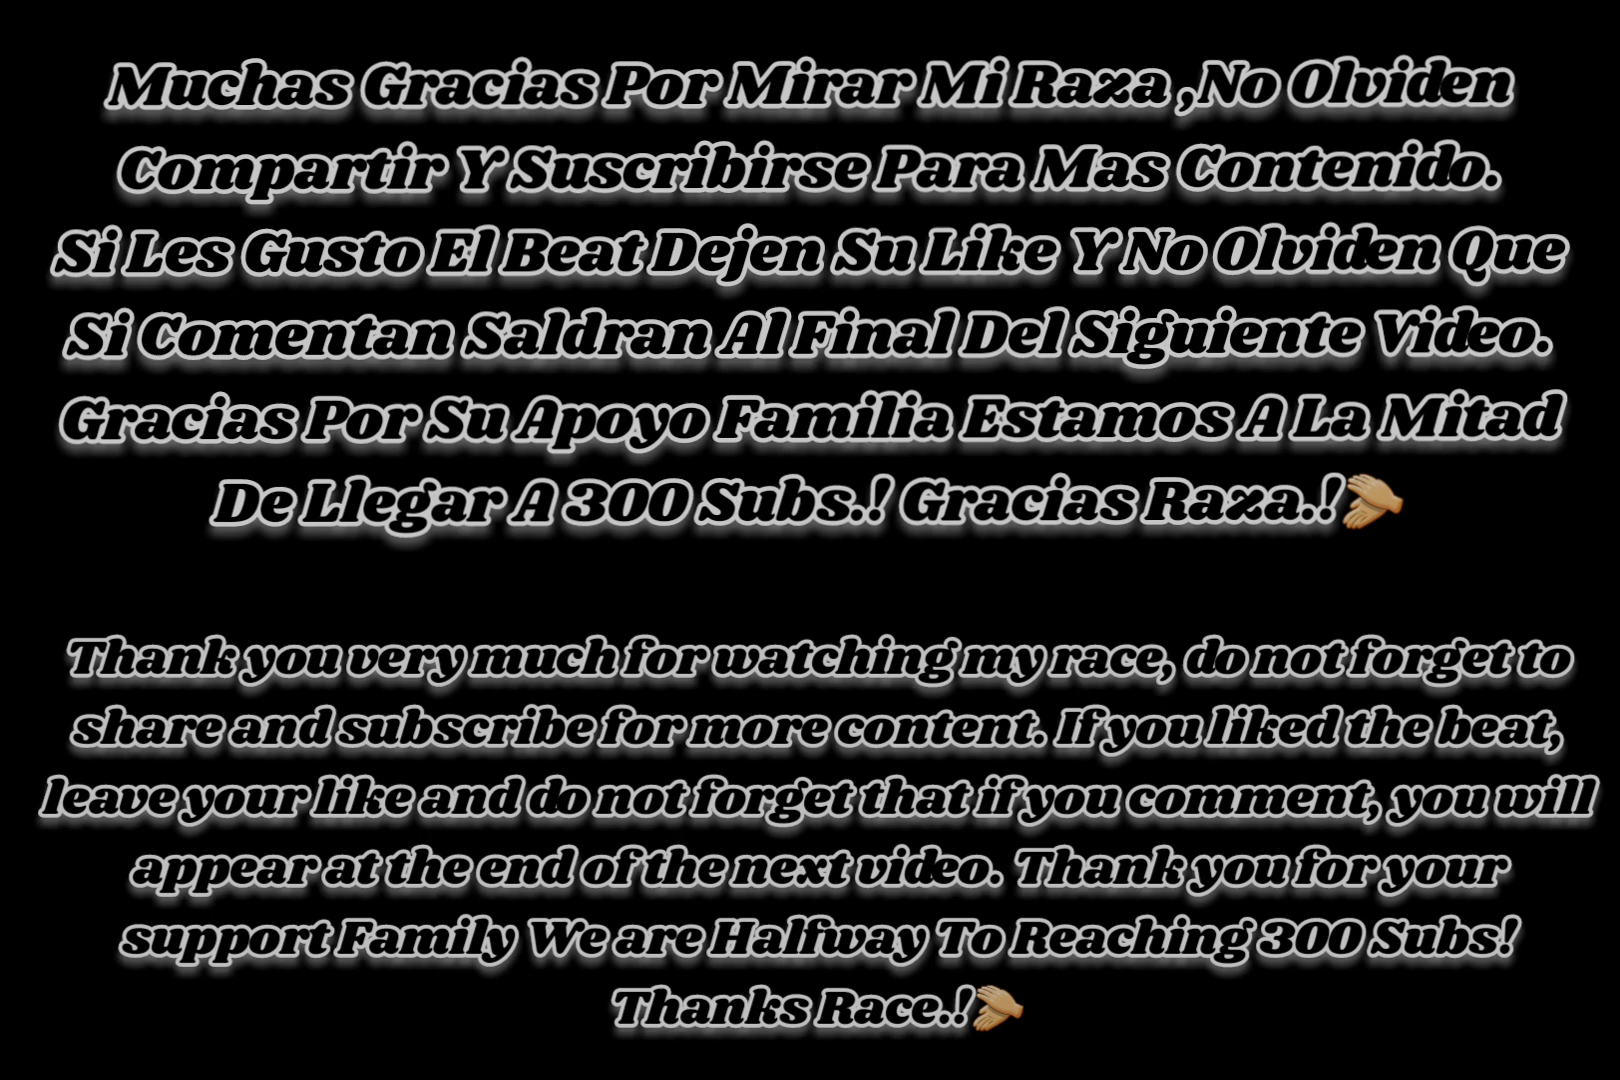 Muchas Gracias Por Mirar Mi Raza ,No Olviden
Compartir Y Suscribirse Para Mas Contenido.
Si Les Gusto El Beat Dejen Su Like Y No Olviden Que
Si Comentan Saldran Al Final Del Siguiente Video.
Gracias Por Su Apoyo Familia Estamos A La Mitad
De Llegar A 300 Subs.! Gracias Raza.!👏🏼
Thank you very much for watching my race, do not forget to
share and subscribe for more content. If you liked the beat,
leave your like and do not forget that if you comment, you will
appear at the end of the next video. Thank you for your
support Family We are Halfway To Reaching 300 Subs!
Thanks Race.!👏🏼